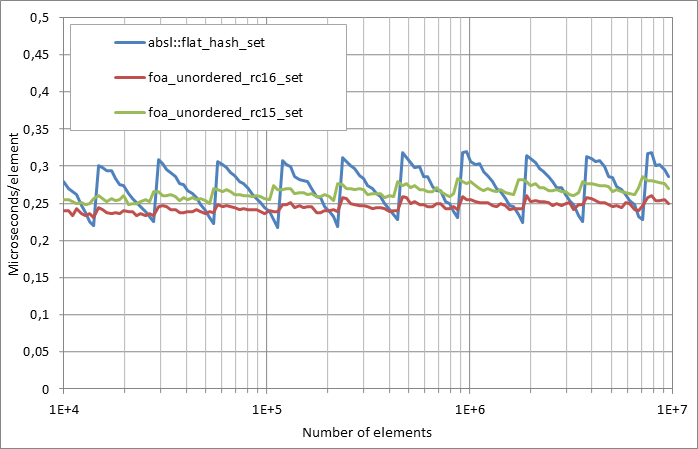 0,5
absl::flat_hash_set
0,45
foa_unordered_rc16_set
0,4
foa_unordered_rc15_set
0,35
0,3
0,25
0,2
0,15
0,1
0,05
0
Microseconds/element
1E+4
1E+5
1E+6
1E+7
Number of elements